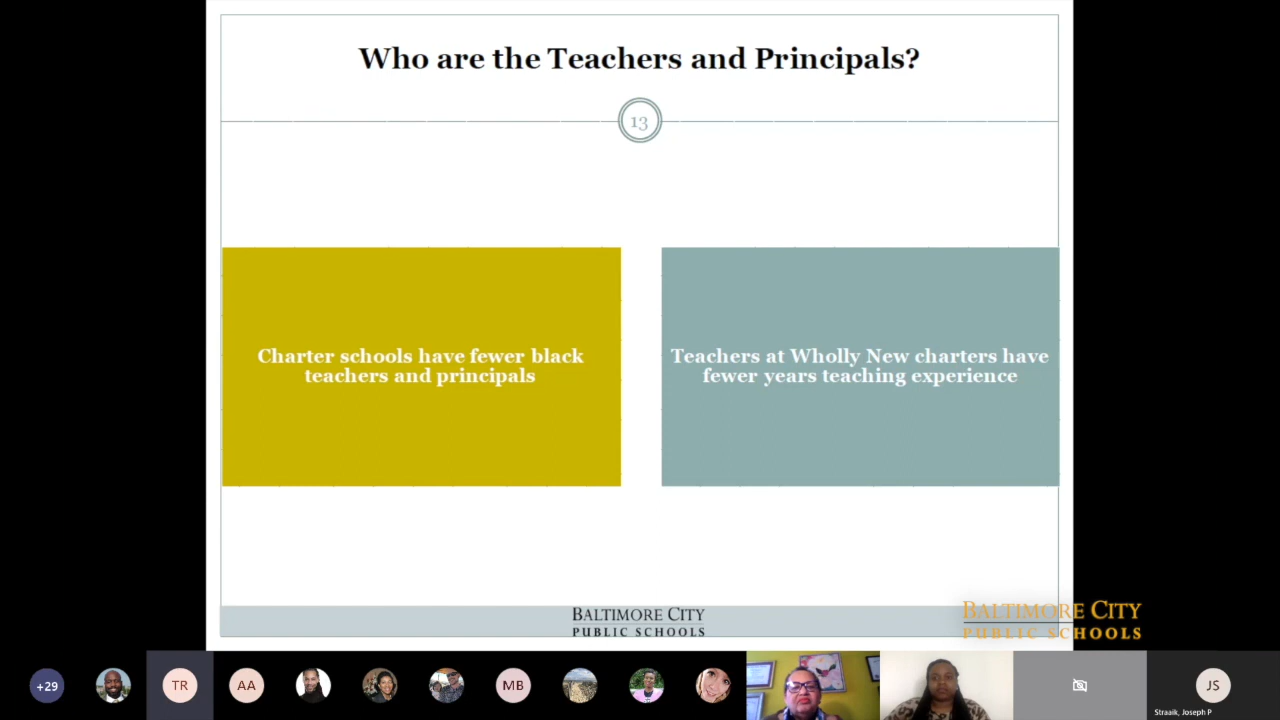 Who are the Teachers and Principals?
13
Charter schools have fewer black
teachers and principals
Teachers at Wholly New charters have
fewer years teaching experience
BALTIMORE CITY
PUBLIC SCHOOLS
BALTIMORE CITY
PUBLIC SCHOOLS
+29
TR
AA
MB
JS
Straaik, Joseph P